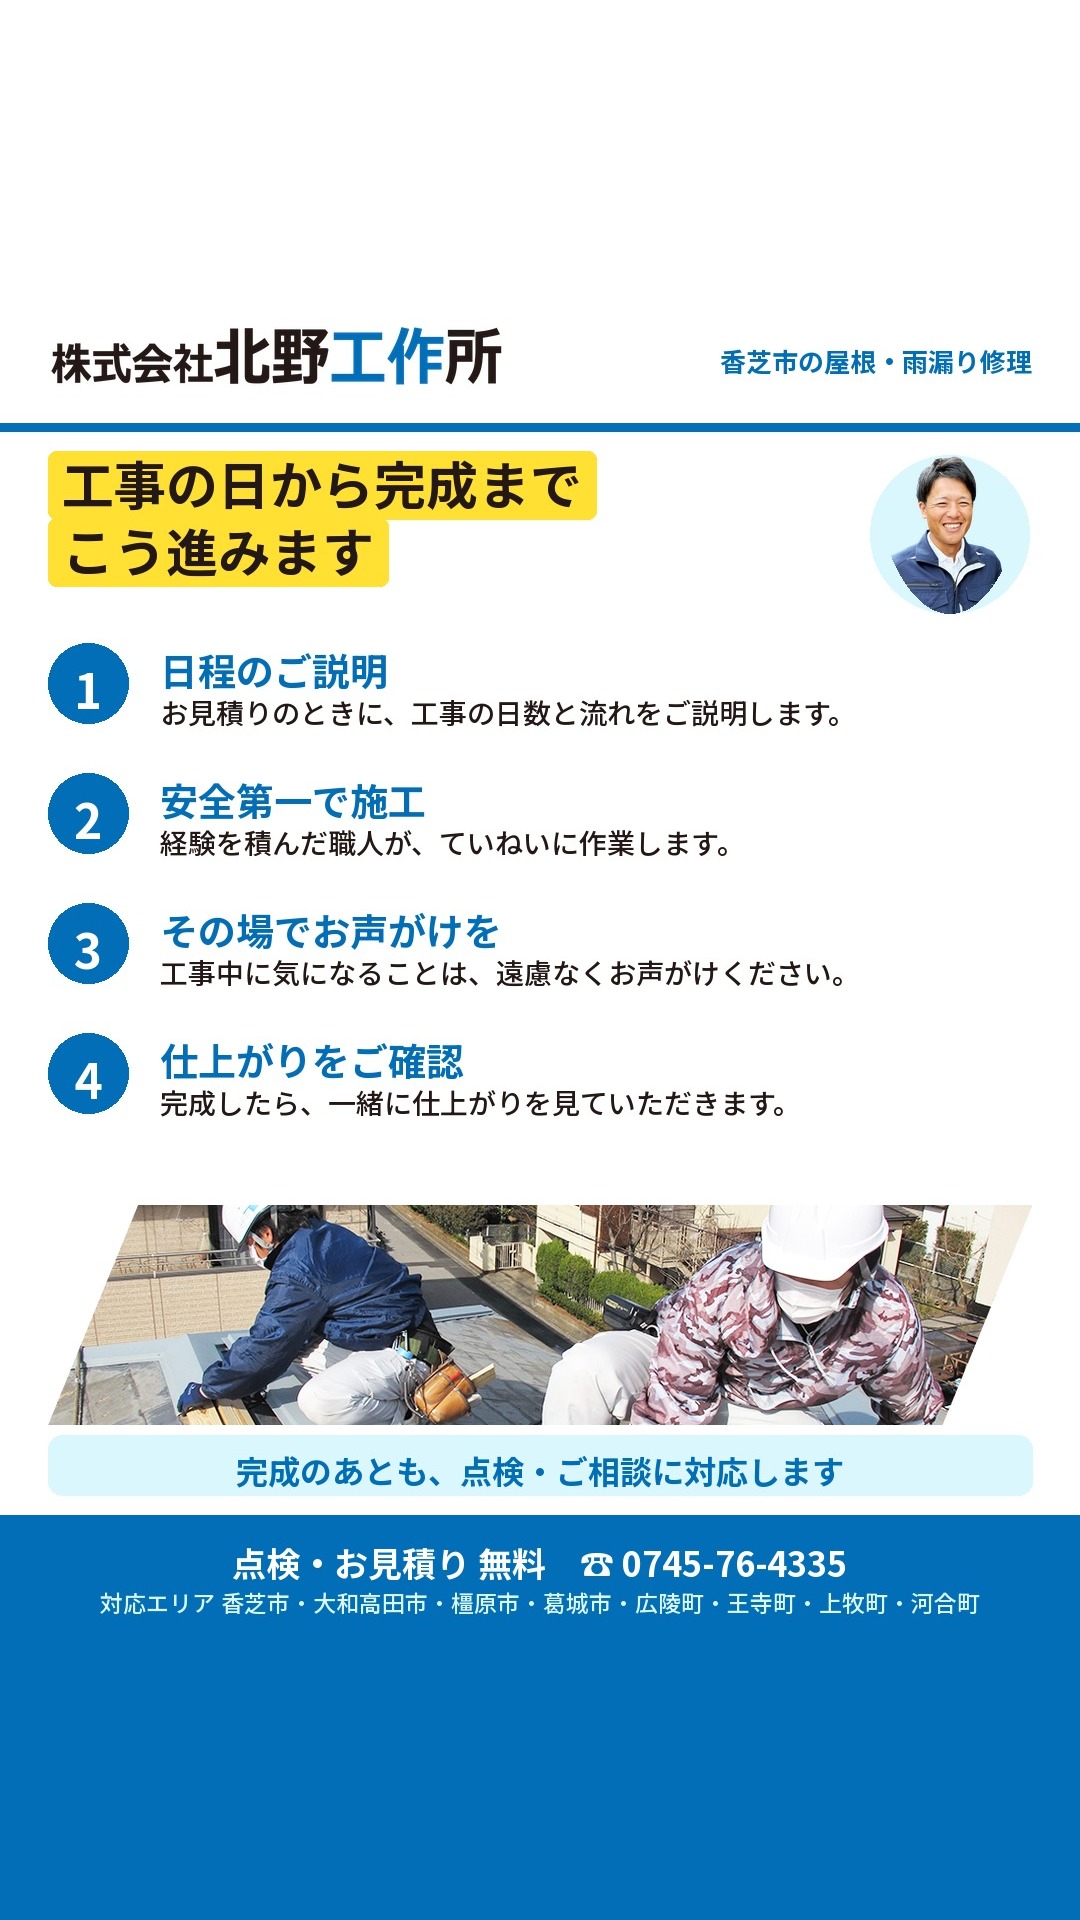 株式会社北野工作所
香芝市の屋根・雨漏り修理
工事の日から完成まで
こう進みます
1
日程のご説明
お見積りのときに、工事の日数と流れをご説明します。
2
安全第一で施工
経験を積んだ職人が、ていねいに作業します。
3
その場でお声がけを
工事中に気になることは、遠慮なくお声がけください。
4
仕上がりをご確認
完成したら、一緒に仕上がりを見ていただきます。
完成のあとも、点検・ご相談に対応します
点検・お見積り 無料 ☎ 0745-76-4335
対応エリア 香芝市・大和高田市・橿原市・葛城市・広陵町・王寺町・上牧町・河合町